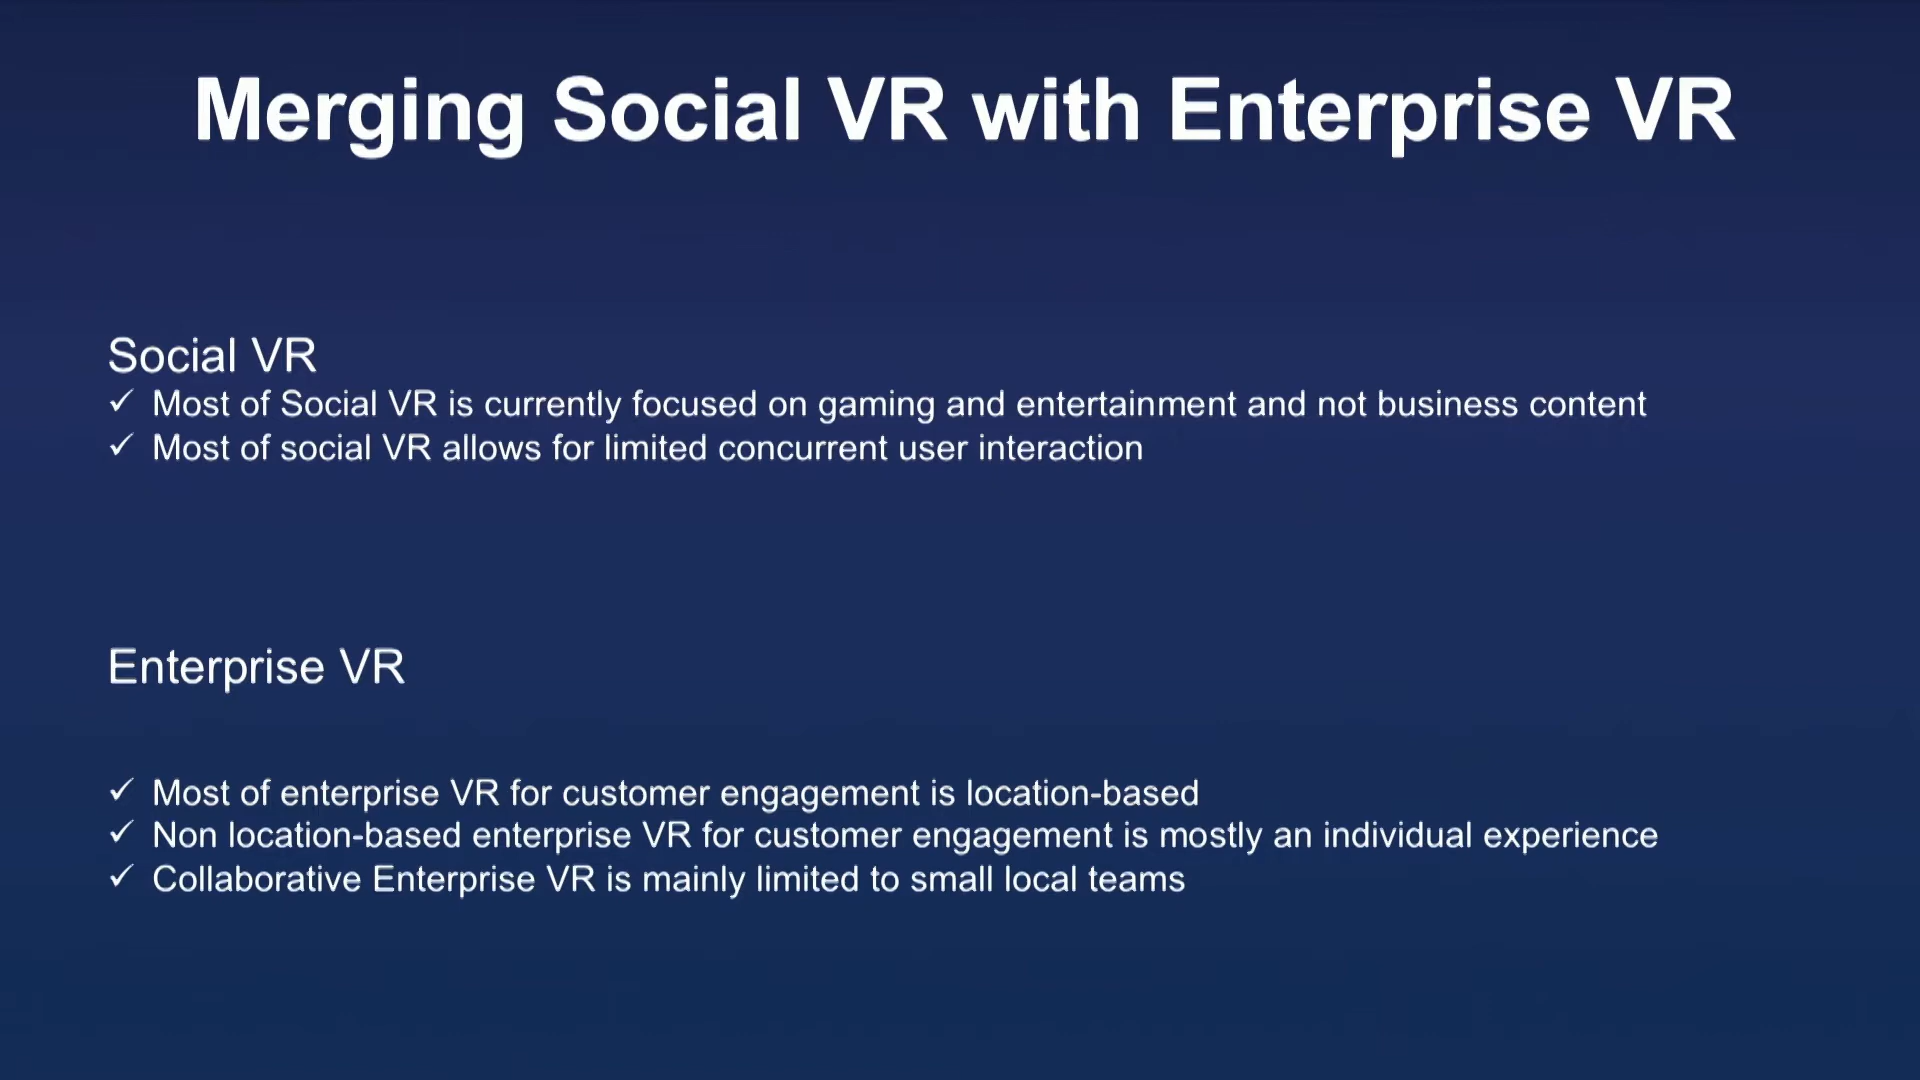 Merging Social VR with Enterprise VR
Social VR
✓ Most of Social VR is currently focused on gaming and entertainment and not business content
✓ Most of social VR allows for limited concurrent user interaction
Enterprise VR
✓ Most of enterprise VR for customer engagement is location-based
✓ Non location-based enterprise VR for customer engagement is mostly an individual experience
✓ Collaborative Enterprise VR is mainly limited to small local teams